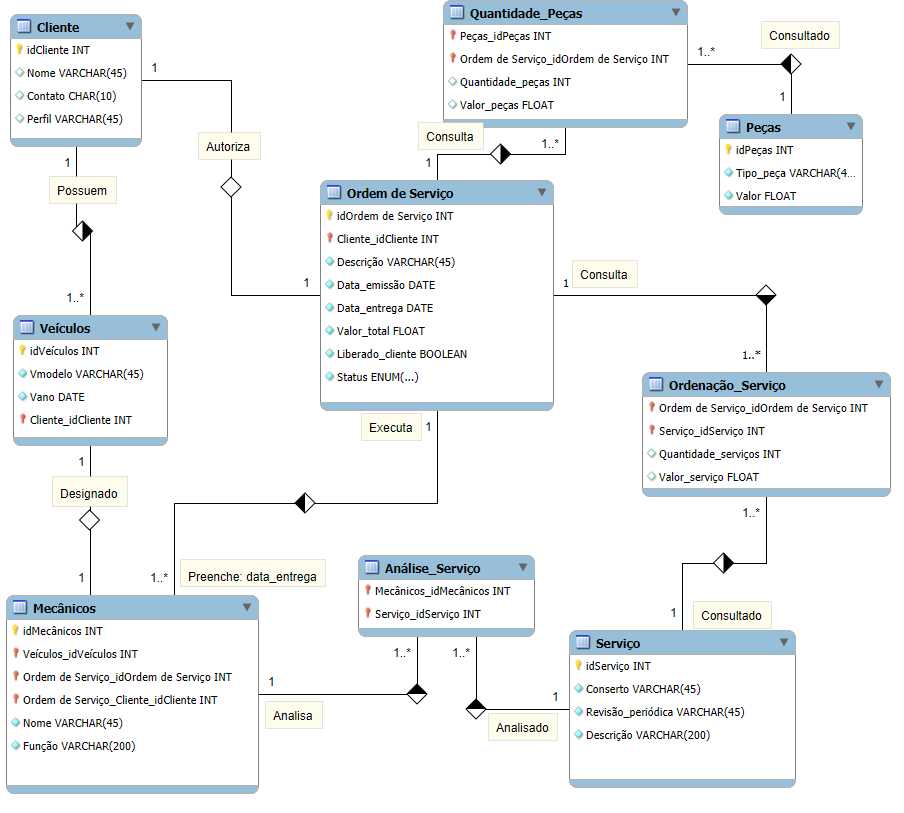 Cliente
idCliente INT
Nome VARCHAR(45)
Contato CHAR(10)
Perfil VARCHAR(45)
1
Autoriza
1
1
Possuem
1..*
Quantidade_Peças
Peças_idPeças INT
Ordem de Serviço_idOrdem de Serviço INT
Quantidade_peças INT
Valor_peças FLOAT
1..*
Consultado
1
Peças
idPeças INT
Tipo_peça VARCHAR(4...
Valor FLOAT
Consulta
1..*
1
Ordem de Serviço
idOrdem de Serviço INT
Cliente_idCliente INT
Descrição VARCHAR(45)
Data_emissão DATE
Data_entrega DATE
Valor_total FLOAT
Liberado_cliente BOOLEAN
Status ENUM(...)
1
Consulta
1..*
Veículos
idVeículos INT
Vmodelo VARCHAR(45)
Vano DATE
Cliente_idCliente INT
1
Designado
1
Executa
1
1..*
Preenche: data_entrega
Ordenação_Serviço
Ordem de Serviço_idOrdem de Serviço INT
Serviço_idServiço INT
Quantidade_serviços INT
Valor_serviço FLOAT
1..*
1
Consultado
Mecânicos
idMecânicos INT
Veículos_idVeículos INT
Ordem de Serviço_idOrdem de Serviço INT
Ordem de Serviço_Cliente_idCliente INT
Nome VARCHAR(45)
Função VARCHAR(200)
Análise_Serviço
Mecânicos_idMecânicos INT
Serviço_idServiço INT
1..*
1..*
1
Analisa
1
Analisado
Serviço
idServiço INT
Conserto VARCHAR(45)
Revisão_periódica VARCHAR(45)
Descrição VARCHAR(200)